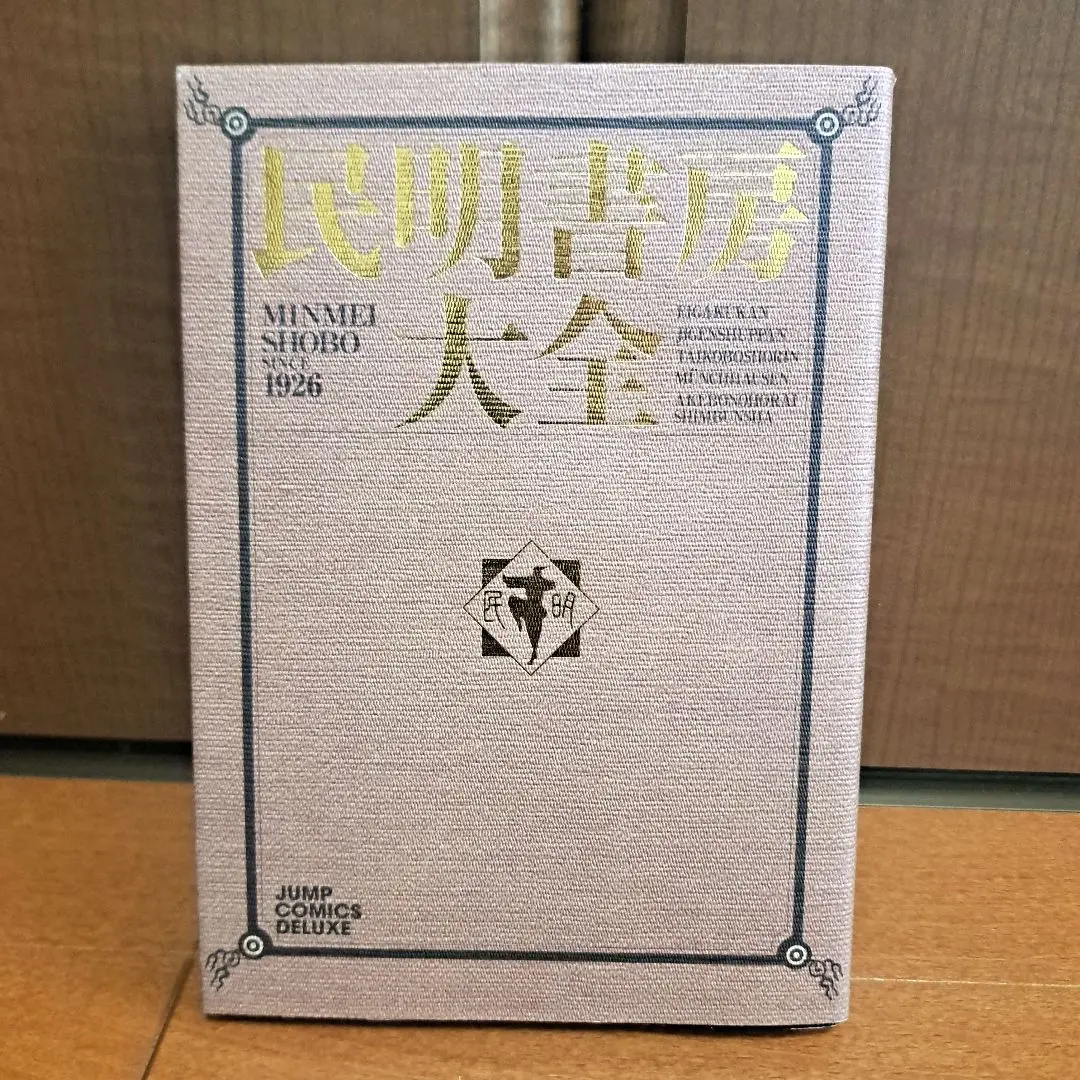 民明書房
大全
MINMEI
SHOBO
SINCE
1926
EIGAKUKAN
JIGENSHUPPAN
TAIKOBOSHORIN
MÜNCHHAUSEN
AKEBONOHORAI
SHIMBUNSHA
民 明
JUMP
COMICS
DELUXE